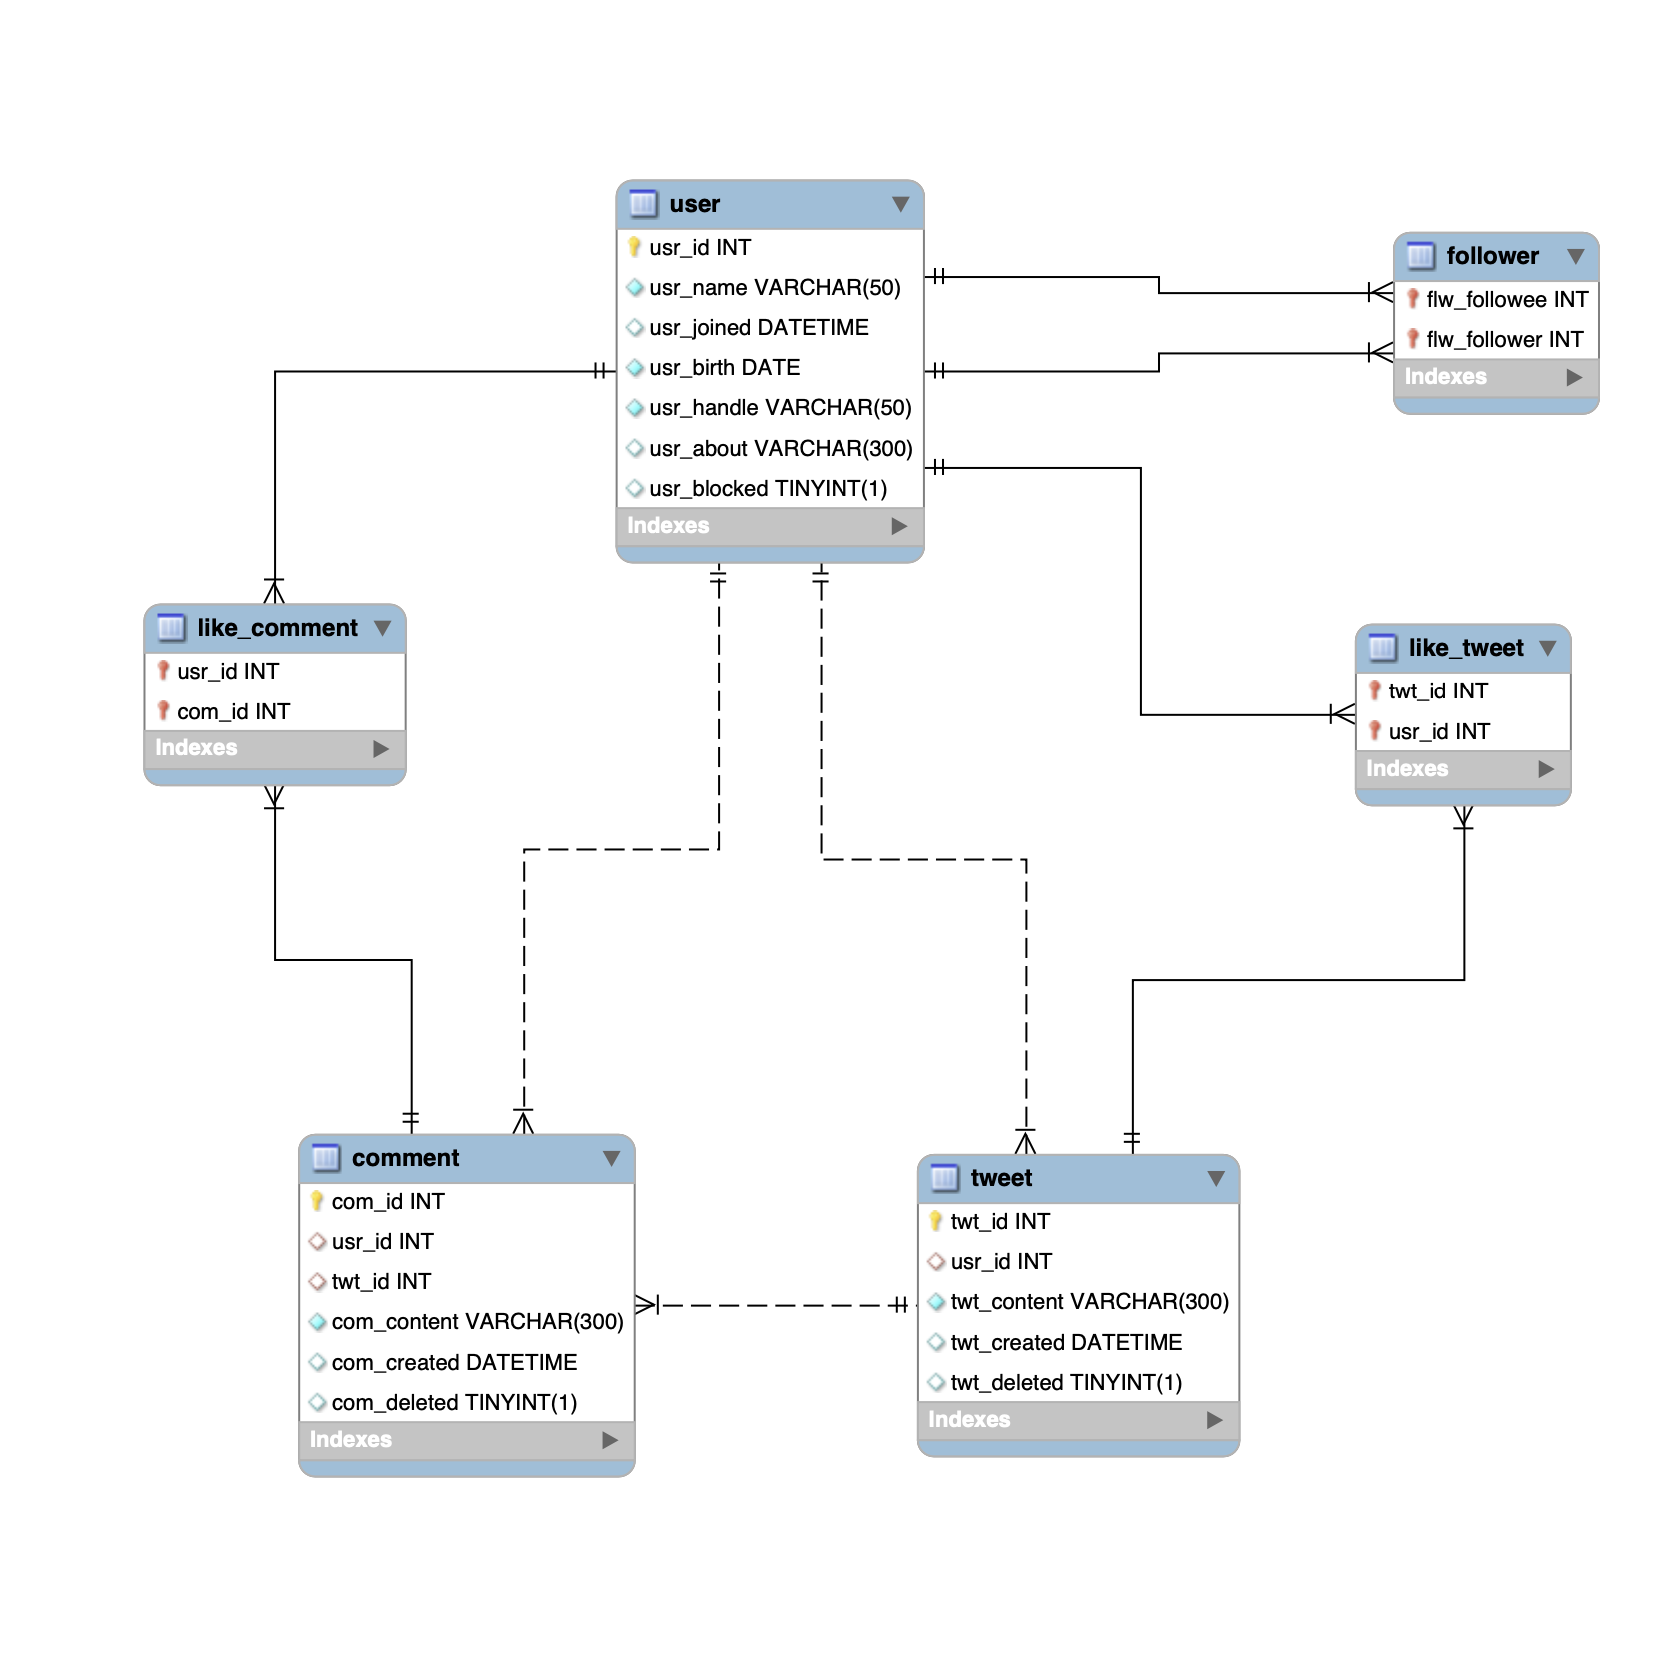 user
usr_id INT
usr_name VARCHAR(50)
usr_joined DATETIME
usr_birth DATE
usr_handle VARCHAR(50)
usr_about VARCHAR(300)
usr_blocked TINYINT(1)
Indexes
follower
flw_followee INT
flw_follower INT
Indexes
like_comment
usr_id INT
com_id INT
Indexes
like_tweet
twt_id INT
usr_id INT
Indexes
comment
com_id INT
usr_id INT
twt_id INT
com_content VARCHAR(300)
com_created DATETIME
com_deleted TINYINT(1)
Indexes
tweet
twt_id INT
usr_id INT
twt_content VARCHAR(300)
twt_created DATETIME
twt_deleted TINYINT(1)
Indexes